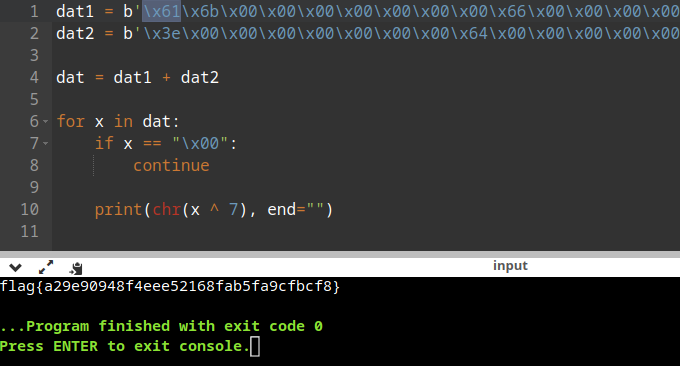 1 dat1 = b'\x61\x6b\x00\x00\x00\x00\x00\x00\x00\x66\x00\x00\x00\x00
2 dat2 = b'\x3e\x00\x00\x00\x00\x00\x00\x00\x64\x00\x00\x00\x00\x00
3
4 dat = dat1 + dat2
5
6 for x in dat:
7 if x == "\x00":
8 continue
9
10 print(chr(x ^ 7), end="")
11
input
flag{a29e90948f4eee52168fab5fa9cfbcf8}
...Program finished with exit code 0
Press ENTER to exit console.